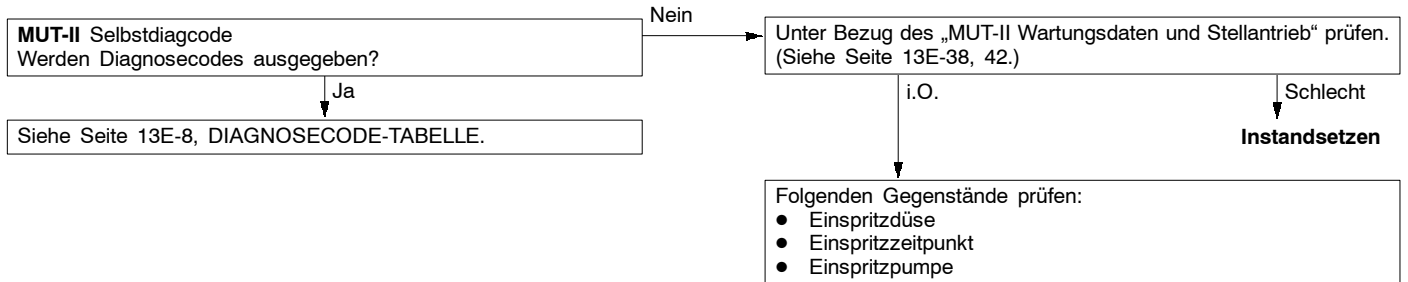 MUT-II Selbstdiagcode
Werden Diagnosecodes ausgegeben?
Nein
Unter Bezug des „MUT-II Wartungsdaten und Stellantrieb“ prüfen.
(Siehe Seite 13E-38, 42.)
Ja
i.O.
Schlecht
Siehe Seite 13E-8, DIAGNOSECODE-TABELLE.
Instandsetzen
Folgenden Gegenstände prüfen:
● Einspritzdüse
● Einspritzzeitpunkt
● Einspritzpumpe